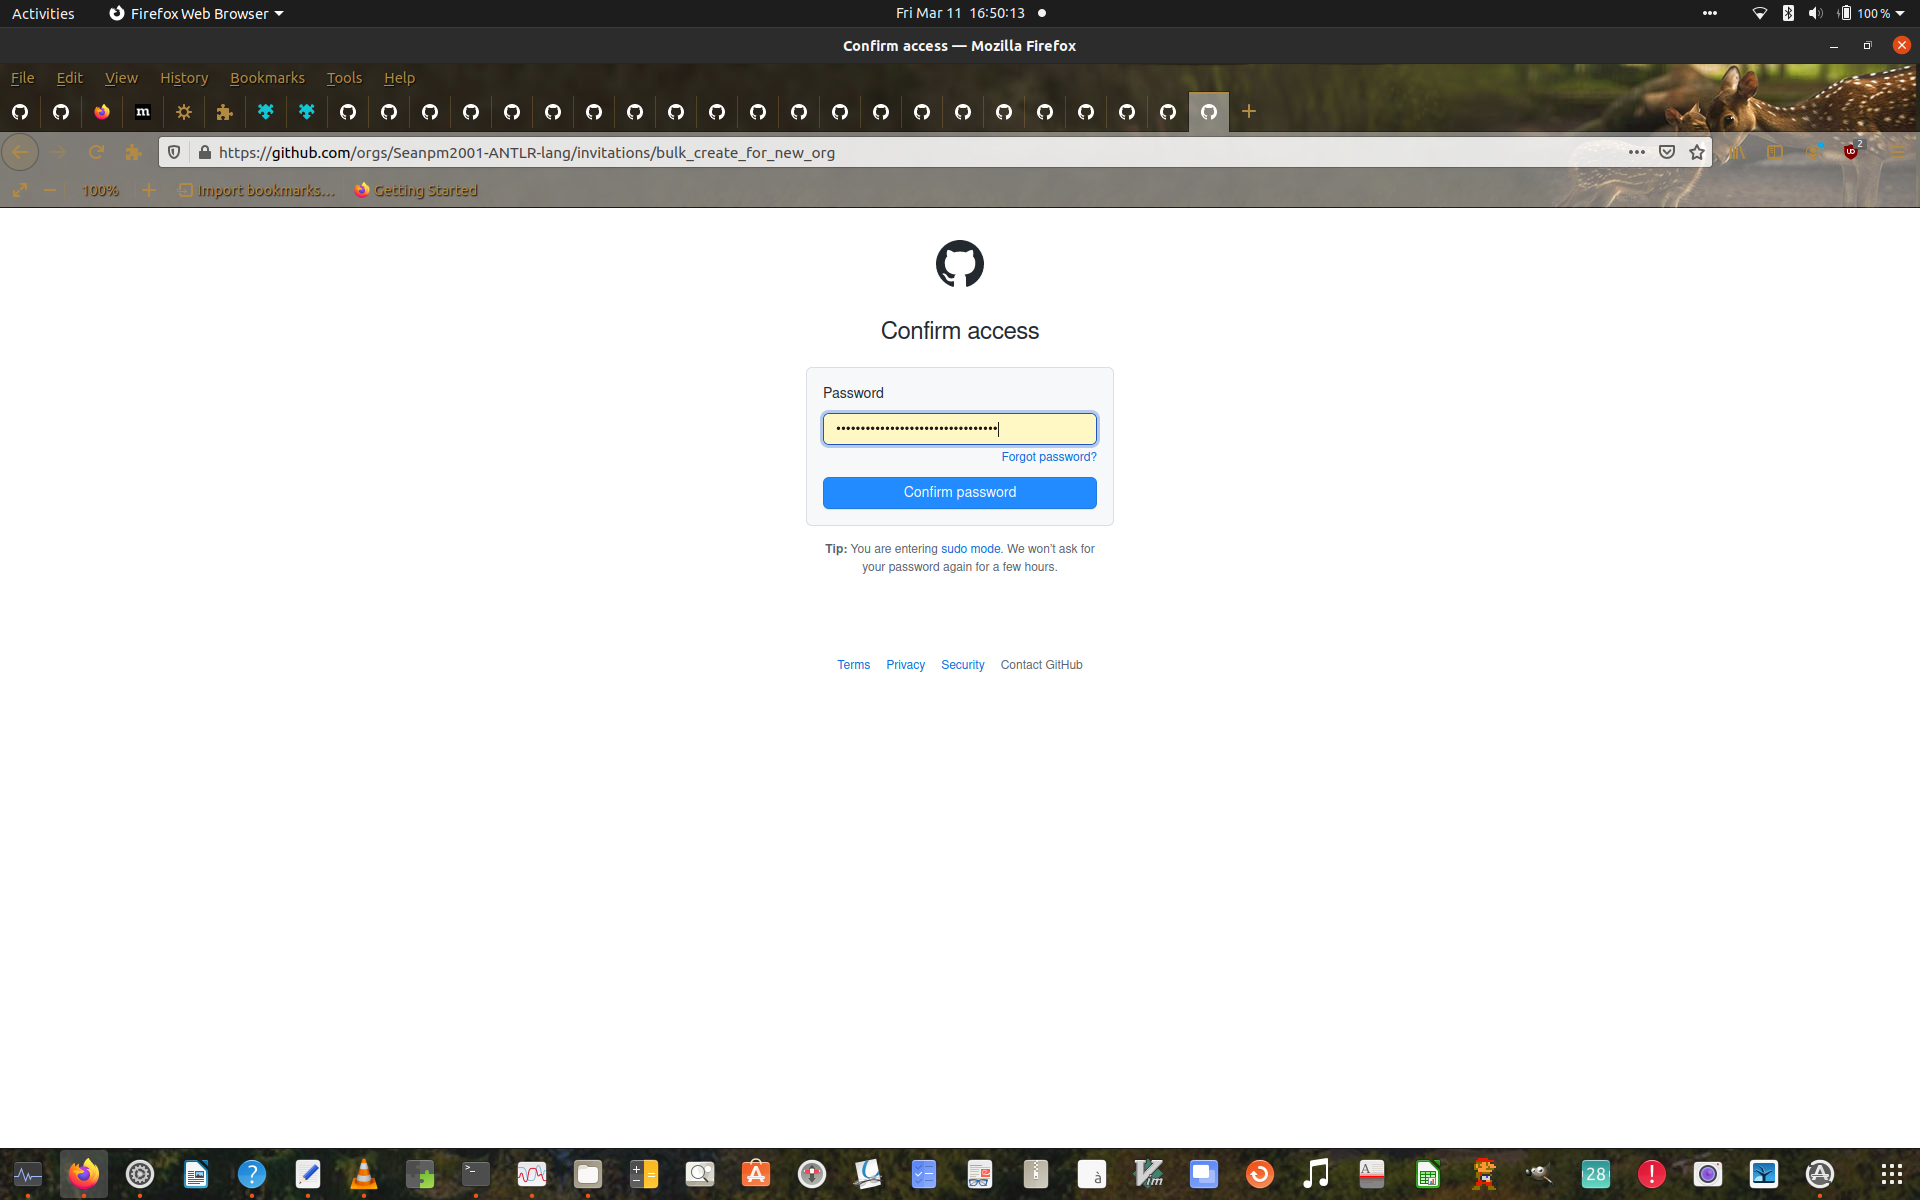 Activities
Firefox Web Browser
Fri Mar 11 16:50:13
100 %
Confirm access — Mozilla Firefox
File Edit View History Bookmarks Tools Help
m
https://github.com/orgs/Seanpm2001-ANTLR-lang/invitations/bulk_create_for_new_org
2
100%
Import bookmarks...
Getting Started
Confirm access
Password
Forgot password?
Confirm password
Tip: You are entering sudo mode. We won't ask for
your password again for a few hours.
Terms Privacy Security Contact GitHub
?
>_
A
à
Vim
A
28
!